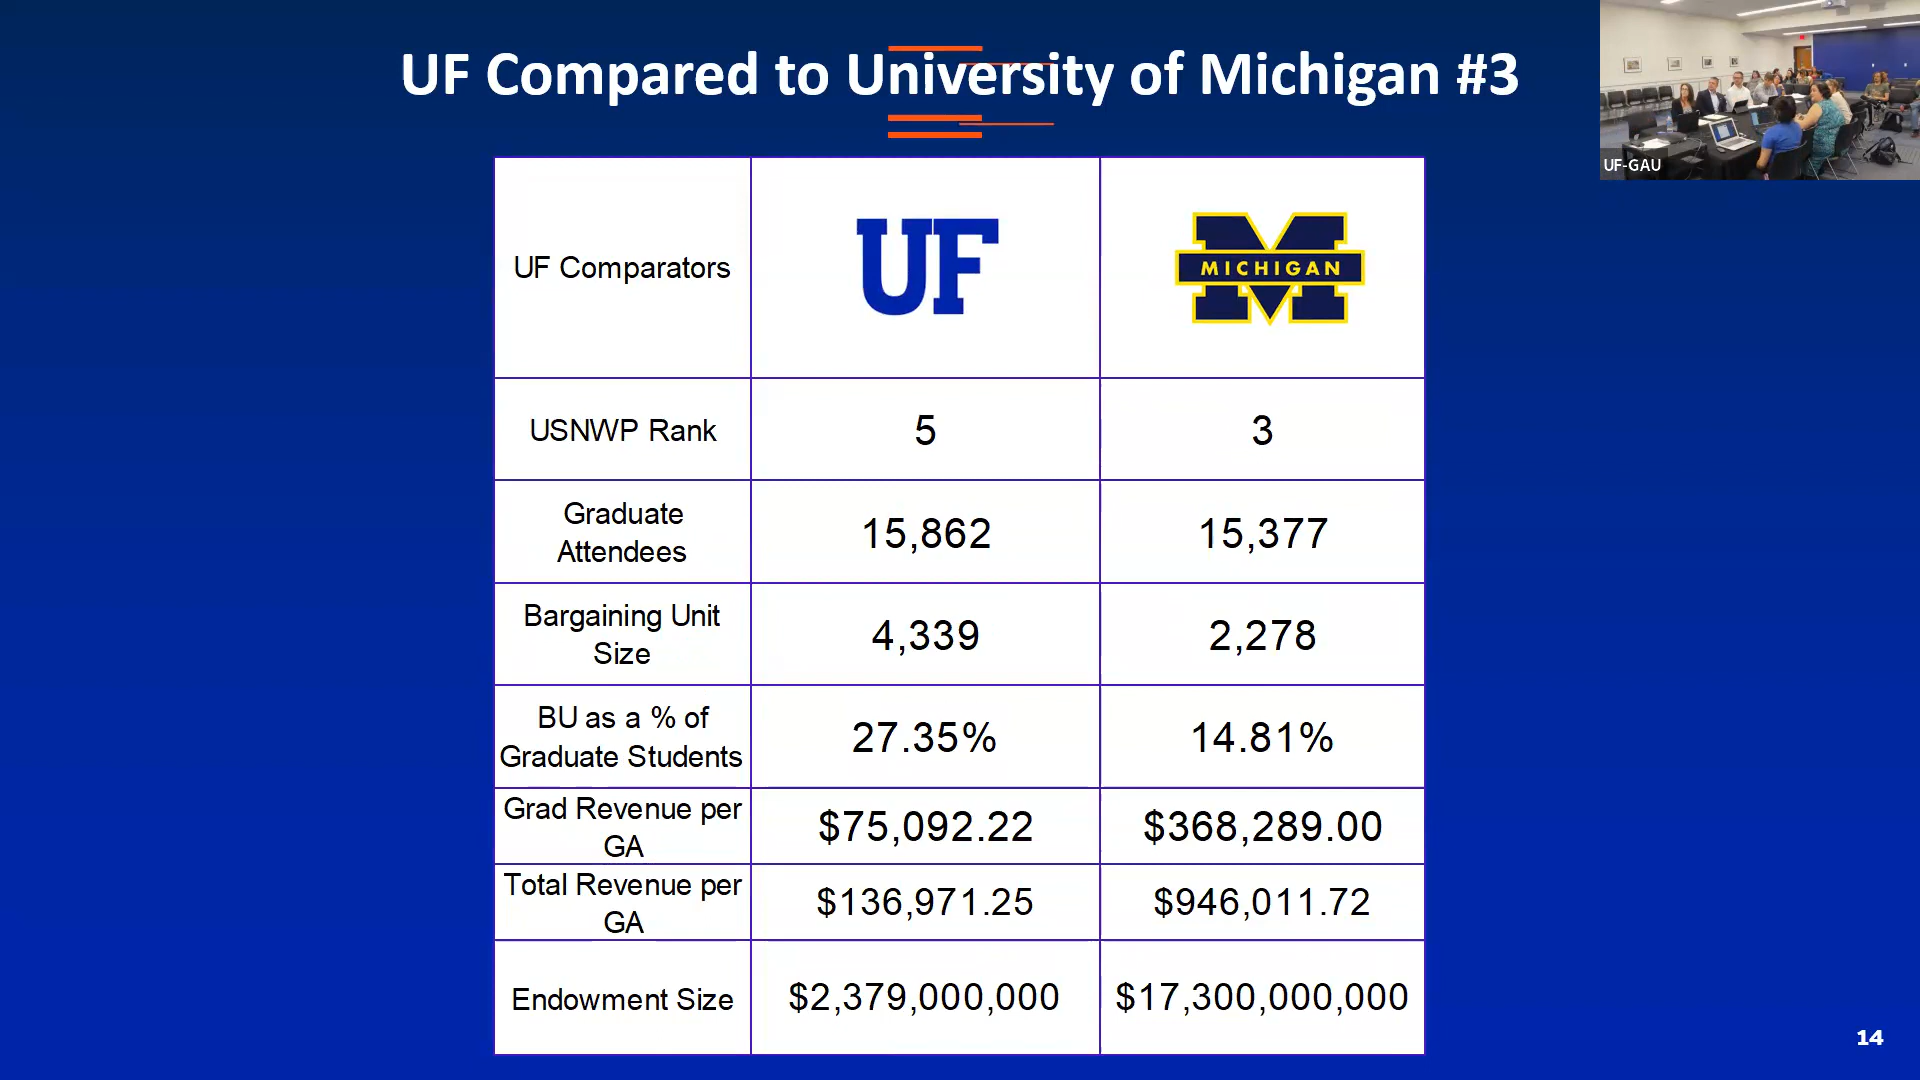 UF Compared to University of Michigan #3
UF-GAU
UF Comparators
UF
MICHIGAN
USNWP Rank
5
3
Graduate
Attendees
15,862
15,377
Bargaining Unit
Size
4,339
2,278
BU as a % of
Graduate Students
27.35%
14.81%
Grad Revenue per
GA
$75,092.22
$368,289.00
Total Revenue per
GA
$136,971.25
$946,011.72
Endowment Size
$2,379,000,000
$17,300,000,000
14